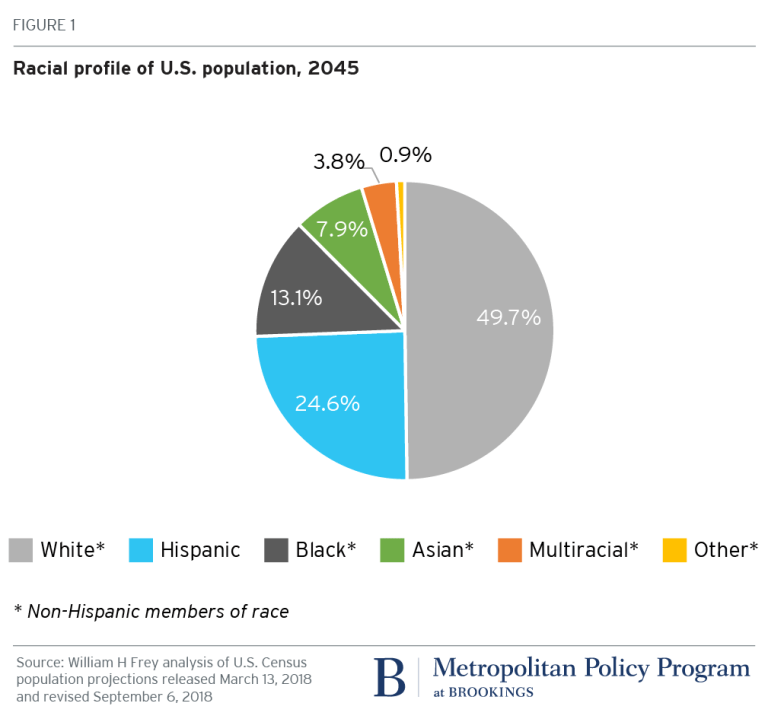 FIGURE 1
Racial profile of U.S. population, 2045
3.8% 0.9%
7.9%
13.1%
49.7%
24.6%
White* Hispanic Black* Asian* Multiracial* Other*
* Non-Hispanic members of race
Source: William H Frey analysis of U.S. Census
population projections released March 13, 2018
and revised September 6, 2018
B Metropolitan Policy Program
at BROOKINGS